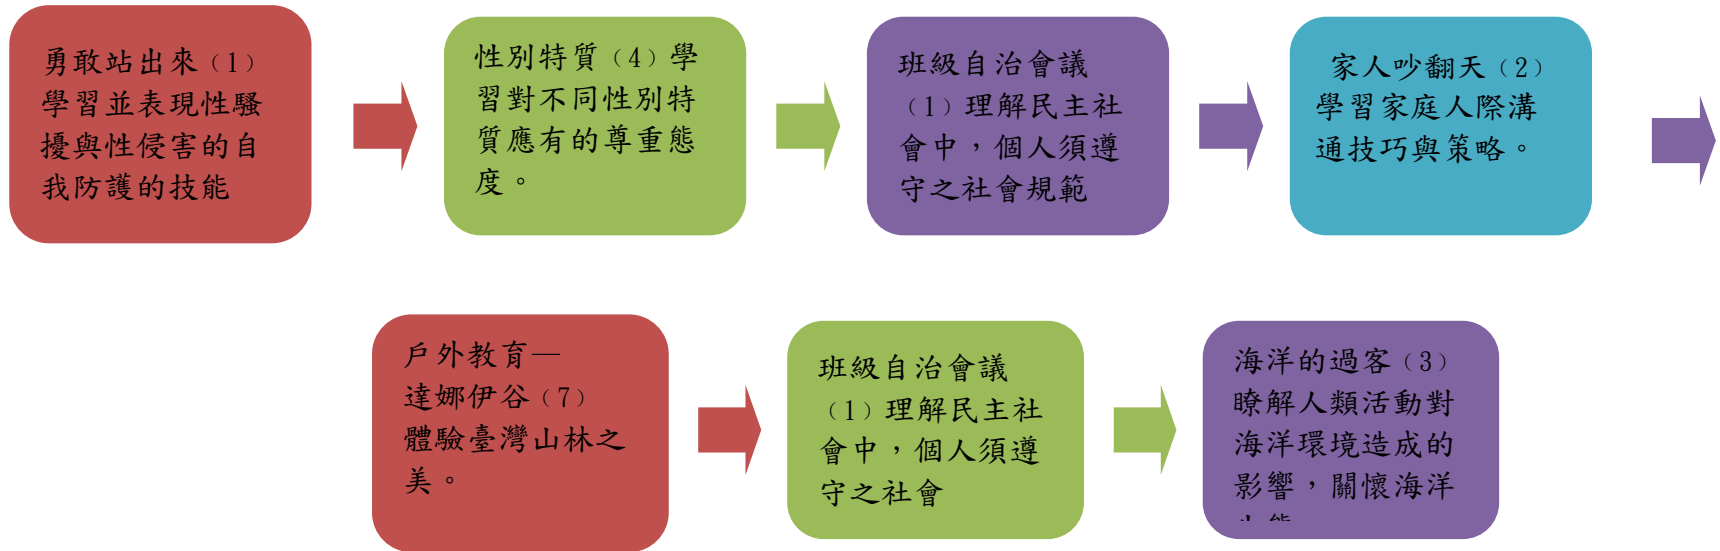 勇敢站出來（1）
學習並表現性騷
擾與性侵害的自
我防護的技能
性別特質（4）學
習對不同性別特
質應有的尊重態
度。
班級自治會議
（1）理解民主社
會中，個人須遵
守之社會規範
家人吵翻天（2）
學習家庭人際溝
通技巧與策略。
戶外教育—
達娜伊谷（7）
體驗臺灣山林之
美。
班級自治會議
（1）理解民主社
會中，個人須遵
守之社會
海洋的過客（3）
瞭解人類活動對
海洋環境造成的
影響，關懷海洋